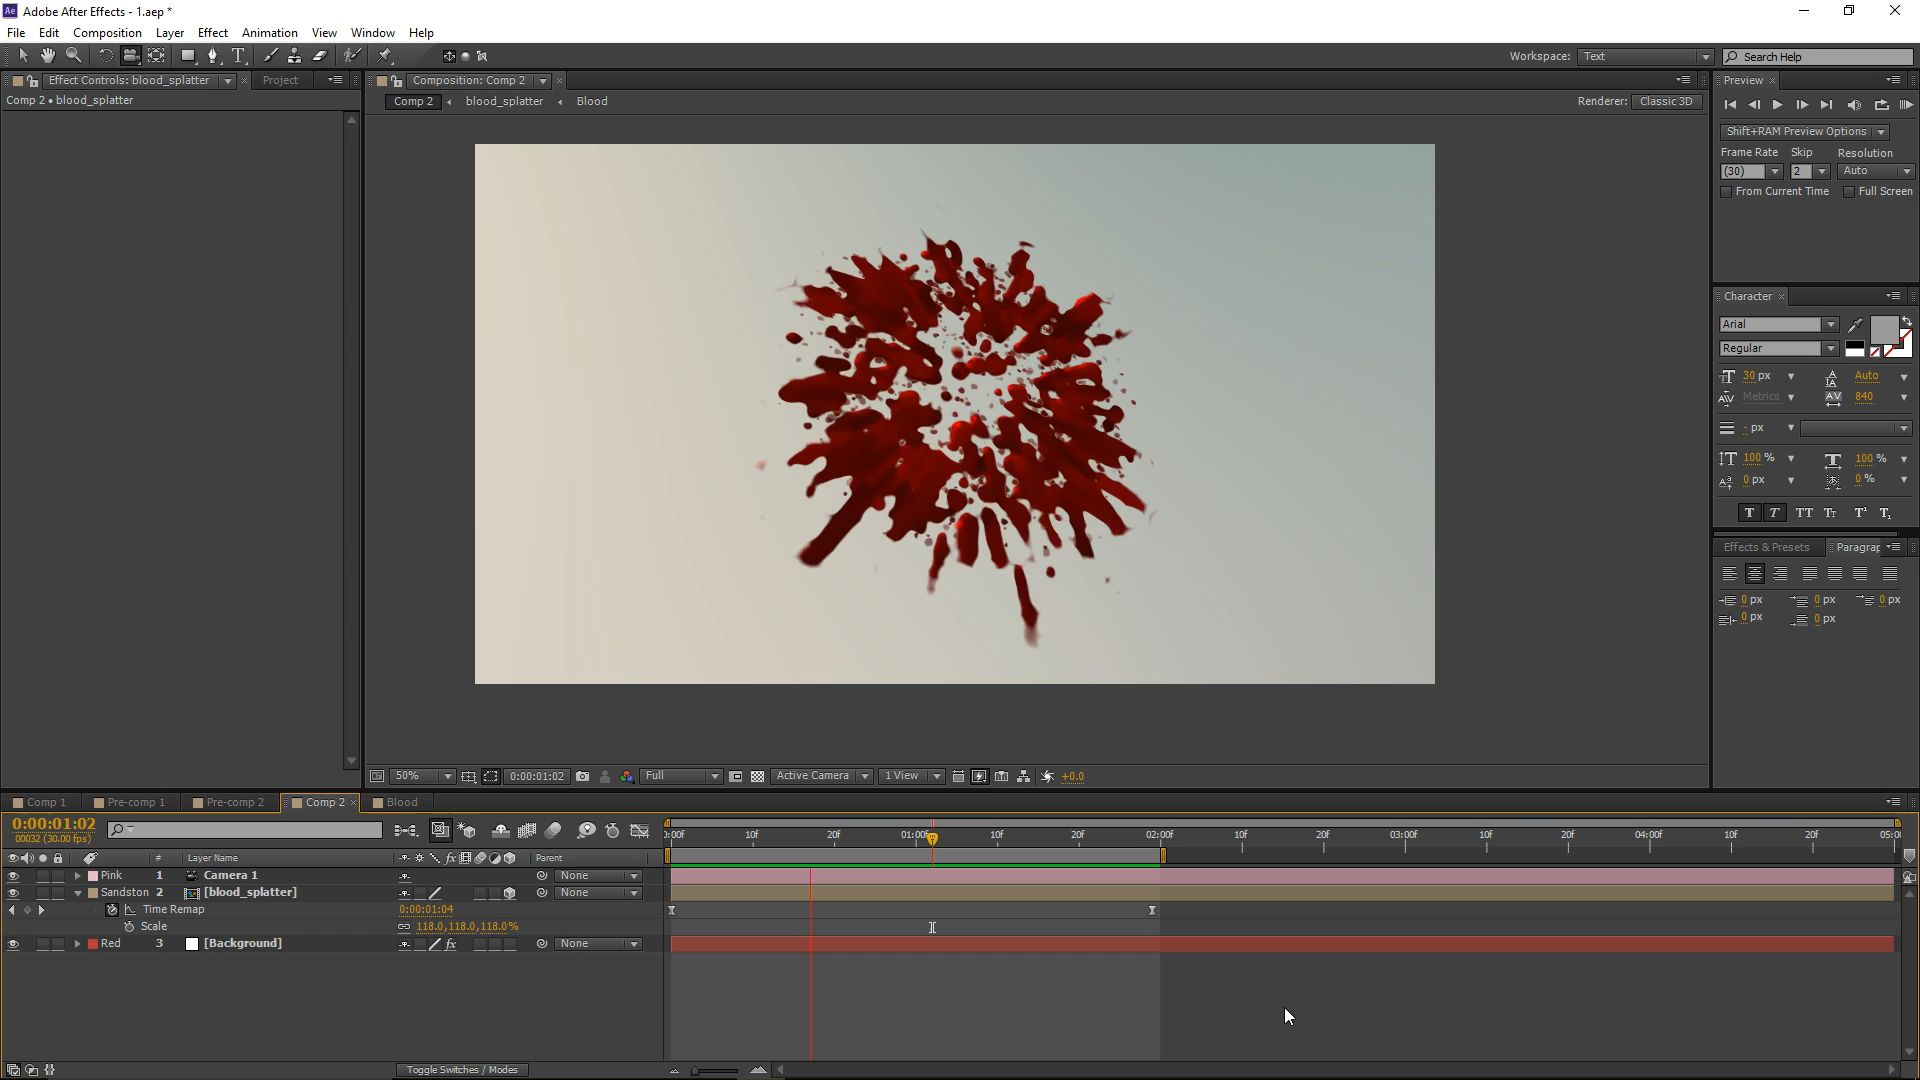 Ae Adobe After Effects - 1.aep *
File Edit Composition Layer Effect Animation View Window Help
Workspace: Text Search Help
Effect Controls: blood_splatter Project Composition: Comp 2 Preview
Comp 2 • blood_splatter
Comp 2 blood_splatter Blood Renderer: Classic 3D
Shift+RAM Preview Options
Frame Rate Skip Resolution
(30) 2 Auto
From Current Time Full Screen
Character
Arial
Regular
30 px Auto
Metrics 840
- px
100 % 100 %
0 px 0 %
T T TT Tт T¹ T₁
Effects & Presets Paragrap
0 px 0 px 0 px
0 px 0 px
50% 0:00:01:02 Full Active Camera 1 View +0.0
Comp 1 Pre-comp 1 Pre-comp 2 Comp 2 Blood
0:00:01:02
00032 (30.00 fps)
):00f 10f 20f 01:00f 10f 20f 02:00f 10f 20f 03:00f 10f 20f 04:00f 10f 20f 05:0
# Layer Name fx Parent
Pink 1 Camera 1 None
Sandston 2 [blood_splatter] None
Time Remap 0:00:01:04
Scale 118.0,118.0,118.0%
Red 3 [Background] fx None
Toggle Switches / Modes